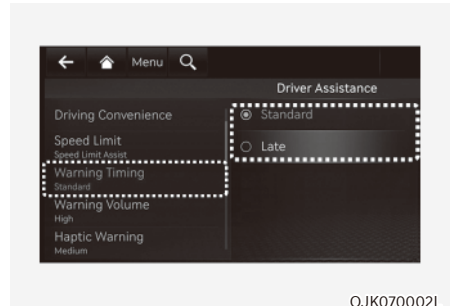 Menu
Driver Assistance
Driving Convenience
Speed Limit
Speed Limit Assist
Warning Timing
Standard
Warning Volume
High
Haptic Warning
Medium
Standard
Late
OJK070002L